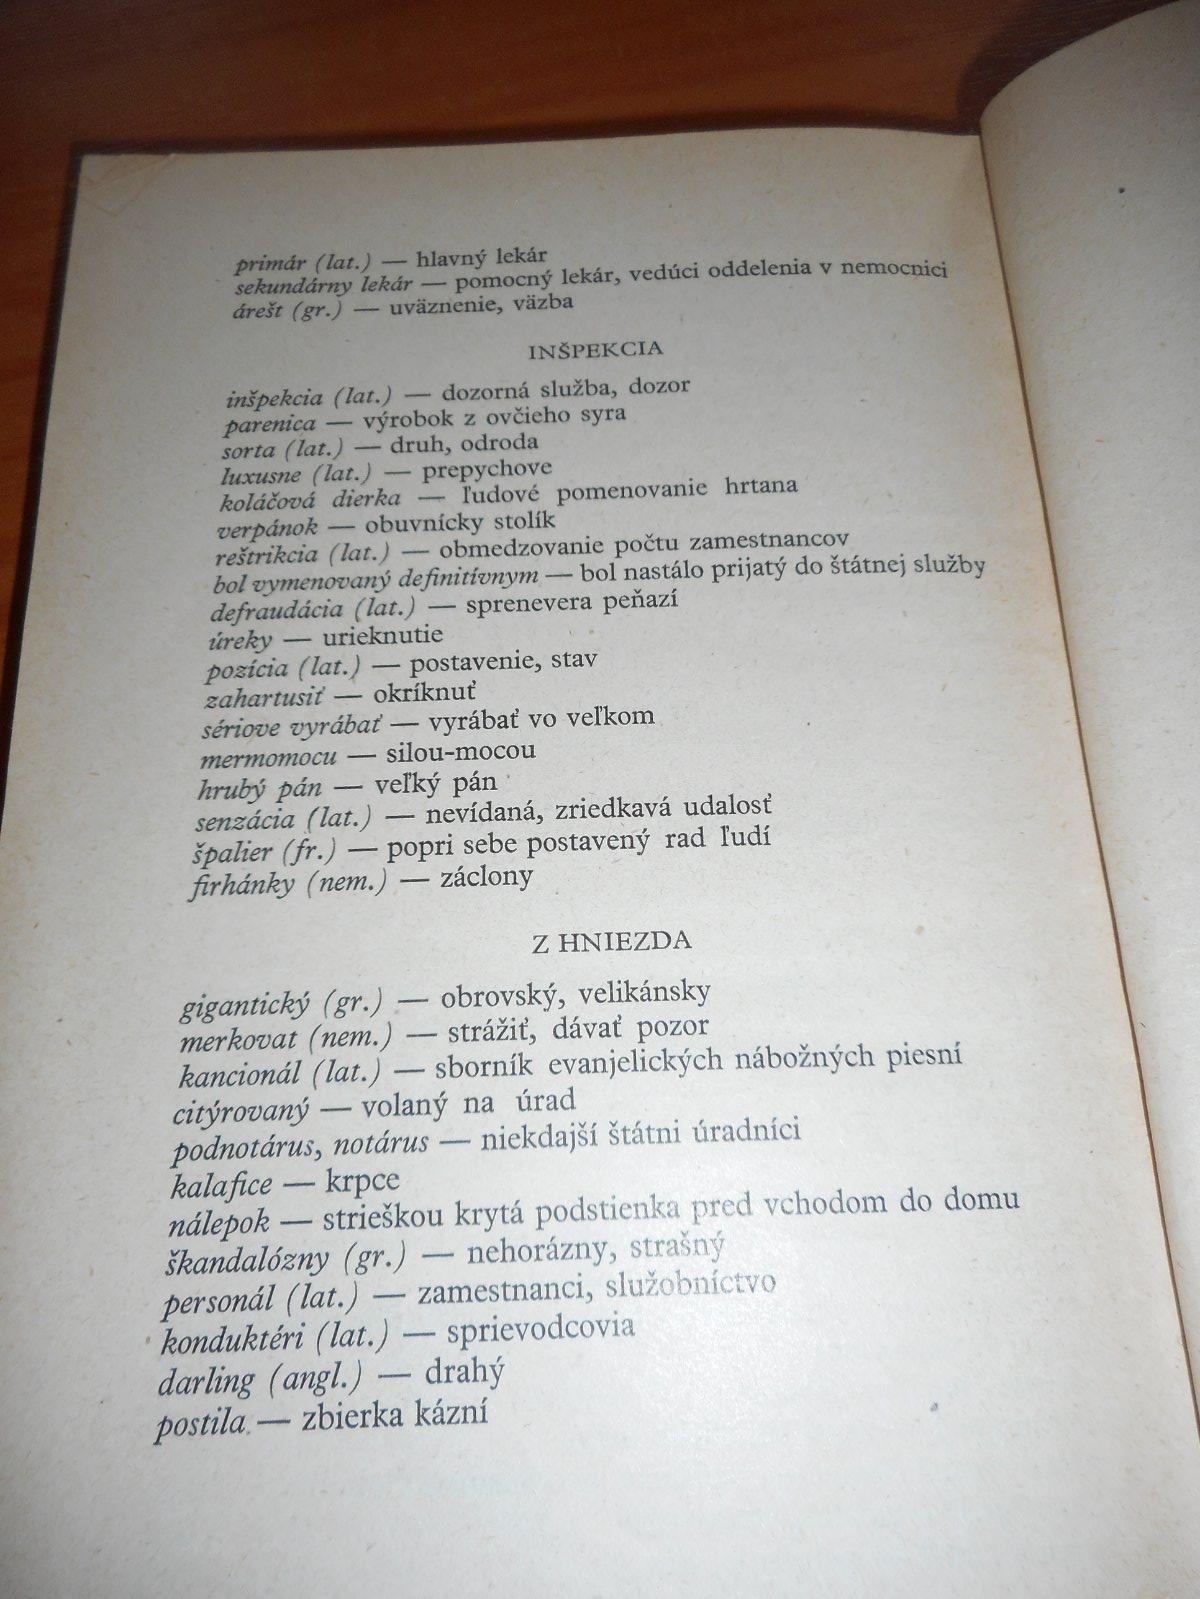 primár (lat.) — hlavný lekár
sekundárny lekár — pomocný lekár, vedúci oddelenia v nemocnici
árešt (gr.) — uväznenie, väzba
INŠPEKCIA
inšpekcia (lat.) — dozorná služba, dozor
parenica — výrobok z ovčieho syra
sorta (lat.) — druh, odroda
luxusne (lat.) — prepychove
koláčová dierka — ľudové pomenovanie hrtana
verpánok — obuvnícky stolík
reštrikcia (lat.) — obmedzovanie počtu zamestnancov
bol vymenovaný definitívnym — bol nastálo prijatý do štátnej služby
defraudácia (lat.) — sprenevera peňazí
úreky — urieknutie
pozícia (lat.) — postavenie, stav
zahartusiť — okríknuť
sériove vyrábať — vyrábať vo veľkom
mermomocu — silou-mocou
hrubý pán — veľký pán
senzácia (lat.) — nevídaná, zriedkavá udalosť
špalier (fr.) — popri sebe postavený rad ľudí
firhánky (nem.) — záclony
Z HNIEZDA
gigantický (gr.) — obrovský, velikánsky
merkovat (nem.) — strážiť, dávať pozor
kancionál (lat.) — sborník evanjelických nábožných piesní
citýrovaný — volaný na úrad
podnotárus, notárus — niekdajší štátni úradníci
kalafice — krpce
nálepok — strieškou krytá podstienka pred vchodom do domu
škandalózny (gr.) — nehorázny, strašný
personál (lat.) — zamestnanci, služobníctvo
konduktéri (lat.) — sprievodcovia
darling (angl.) — drahý
postila — zbierka kázní